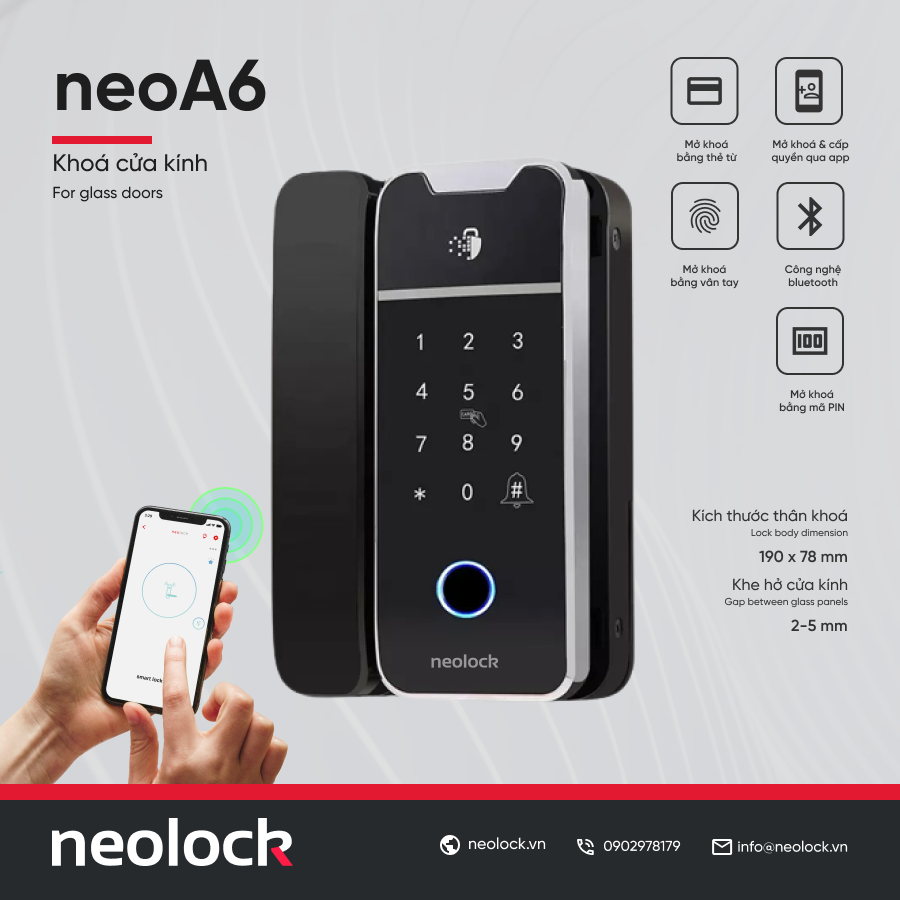 neoA6
Khoá cửa kính
For glass doors
Mở khoá
bằng thẻ từ
Mở khoá & cấp
quyền qua app
Mở khoá
bằng vân tay
Công nghệ
bluetooth
100
Mở khoá
bằng mã PIN
1 2 3
4 5 6
7 8 9
* 0 #
neolock
smart lock
Kích thước thân khoá
Lock body dimension
190 x 78 mm
Khe hở cửa kính
Gap between glass panels
2-5 mm
neolock
neolock.vn
0902978179
info@neolock.vn